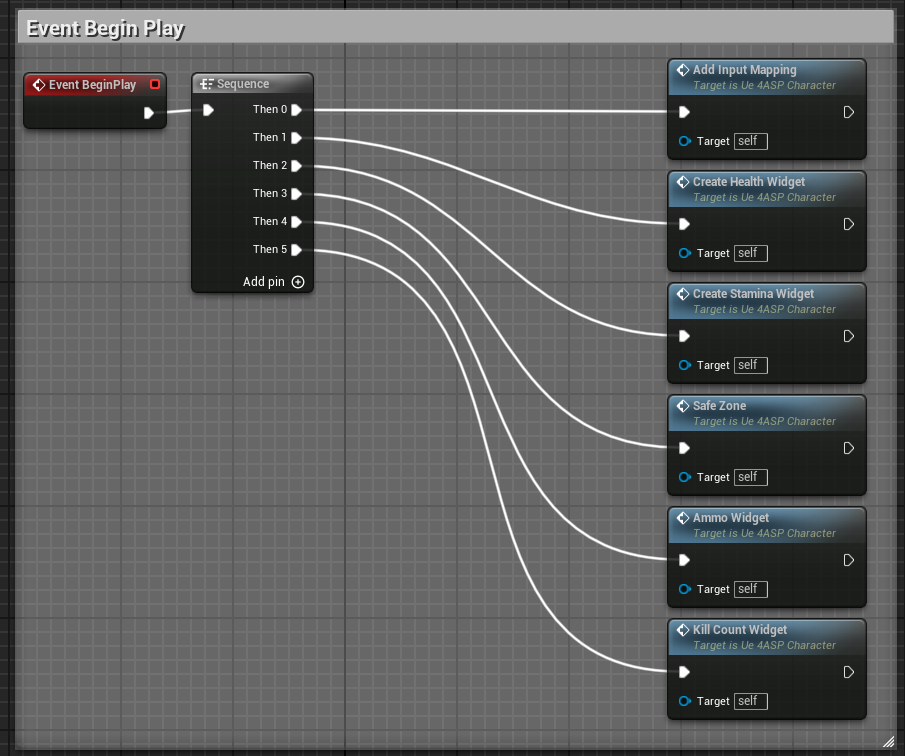 Event Begin Play
Event BeginPlay
Sequence
Then 0
Then 1
Then 2
Then 3
Then 4
Then 5
Add pin
Add Input Mapping
Target is Ue 4ASP Character
Target self
Create Health Widget
Target is Ue 4ASP Character
Target self
Create Stamina Widget
Target is Ue 4ASP Character
Target self
Safe Zone
Target is Ue 4ASP Character
Target self
Ammo Widget
Target is Ue 4ASP Character
Target self
Kill Count Widget
Target is Ue 4ASP Character
Target self